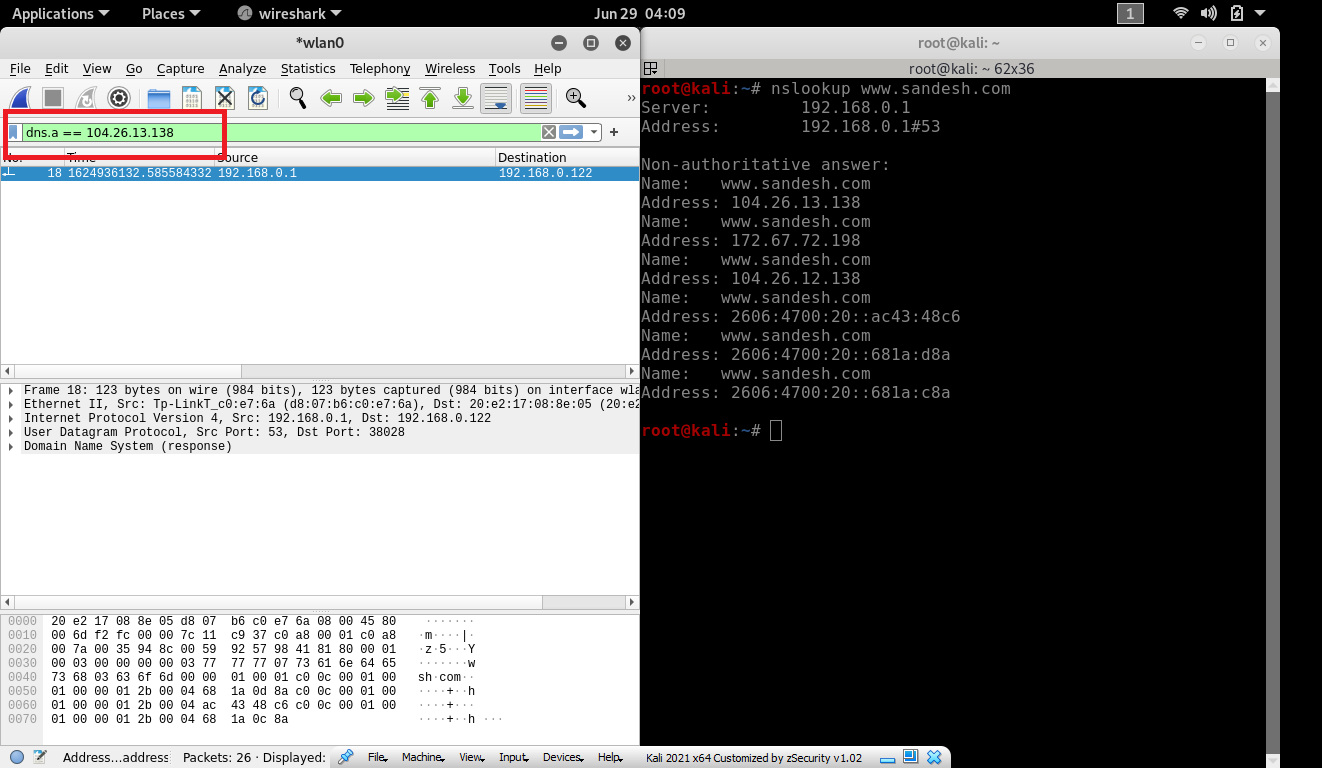 Applications Places wireshark Jun 29 04:09 1
*wlan0
File Edit View Go Capture Analyze Statistics Telephony Wireless Tools Help
»
dns.a == 104.26.13.138 +
No. Time Source Destination
18 1624936132.585584332 192.168.0.1 192.168.0.122
Frame 18: 123 bytes on wire (984 bits), 123 bytes captured (984 bits) on interface wla
Ethernet II, Src: Tp-LinkT_c0:e7:6a (d8:07:b6:c0:e7:6a), Dst: 20:e2:17:08:8e:05 (20:e2
Internet Protocol Version 4, Src: 192.168.0.1, Dst: 192.168.0.122
User Datagram Protocol, Src Port: 53, Dst Port: 38028
Domain Name System (response)
0000 20 e2 17 08 8e 05 d8 07 b6 c0 e7 6a 08 00 45 80 ·······
0010 00 6d f2 fc 00 00 7c 11 c9 37 c0 a8 00 01 c0 a8 ·m····|·
0020 00 7a 00 35 94 8c 00 59 92 57 98 41 81 80 00 01 ·z·5···Y
0030 00 03 00 00 00 00 03 77 77 77 07 73 61 6e 64 65 ·······w
0040 73 68 03 63 6f 6d 00 00 01 00 01 c0 0c 00 01 00 sh·com··
0050 01 00 00 01 2b 00 04 68 1a 0d 8a c0 0c 00 01 00 ····+··h
0060 01 00 00 01 2b 00 04 ac 43 48 c6 c0 0c 00 01 00 ····+···
0070 01 00 00 01 2b 00 04 68 1a 0c 8a ····+··h ···
Address...address Packets: 26 · Displayed:
root@kali: ~
root@kali: ~ 62x36
root@kali:~# nslookup www.sandesh.com
Server: 192.168.0.1
Address: 192.168.0.1#53
Non-authoritative answer:
Name: www.sandesh.com
Address: 104.26.13.138
Name: www.sandesh.com
Address: 172.67.72.198
Name: www.sandesh.com
Address: 104.26.12.138
Name: www.sandesh.com
Address: 2606:4700:20::ac43:48c6
Name: www.sandesh.com
Address: 2606:4700:20::681a:d8a
Name: www.sandesh.com
Address: 2606:4700:20::681a:c8a
root@kali:~#
File Machine View Input Devices Help Kali 2021 x64 Customized by zSecurity v1.02